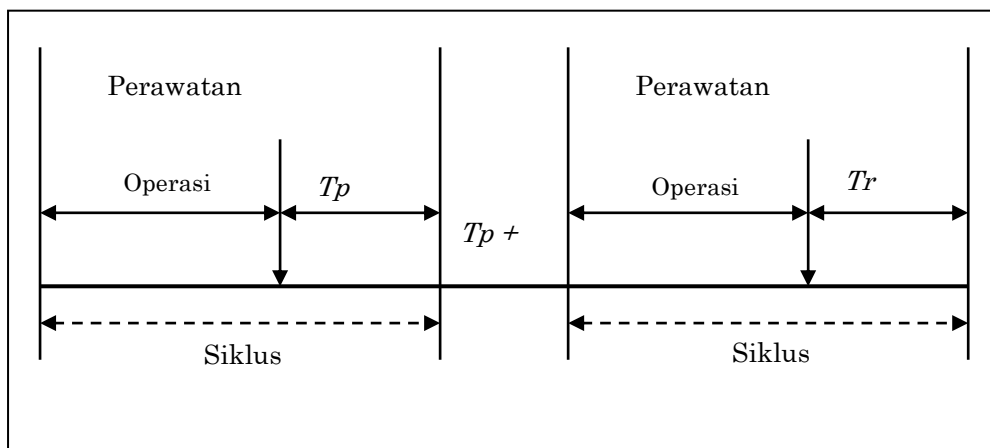 Perawatan
Perawatan
Operasi
Tp
Operasi
Tr
Tp +
Siklus
Siklus